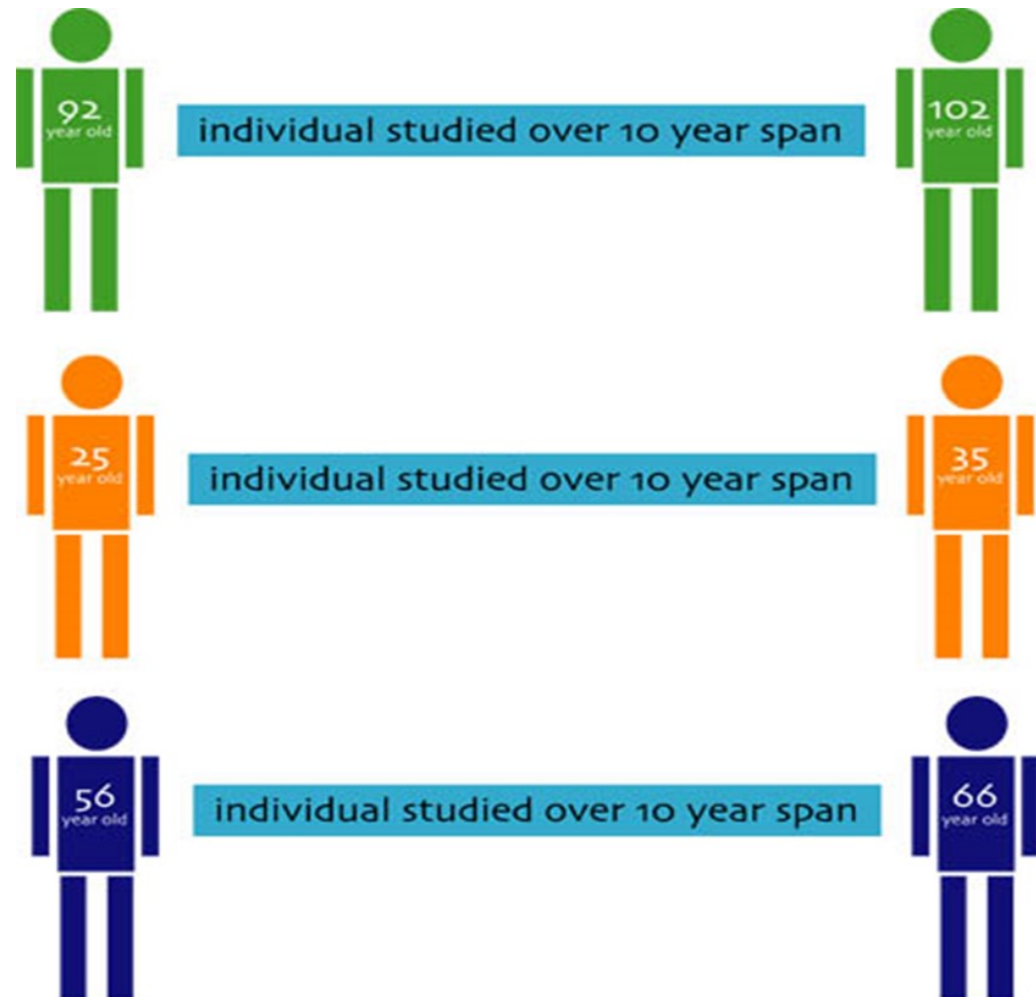 92
year old
individual studied over 10 year span
102
year old
25
year old
individual studied over 10 year span
35
year old
56
year old
individual studied over 10 year span
66
year old